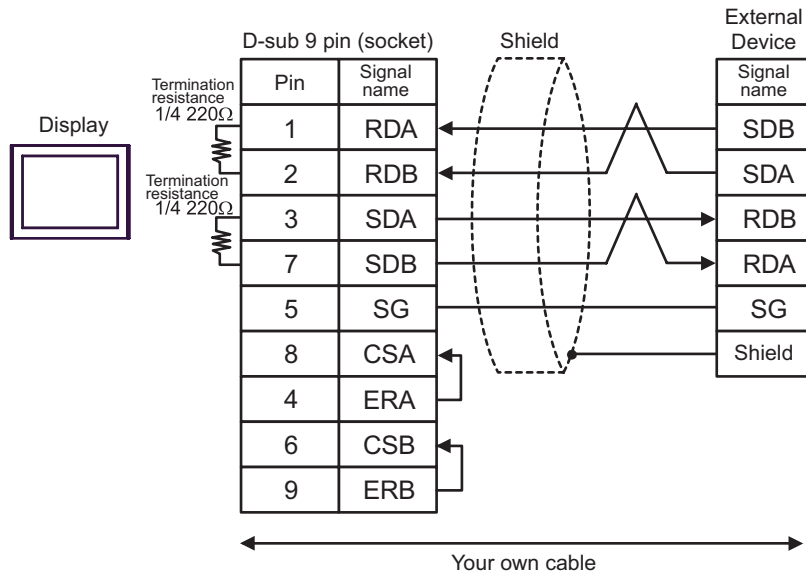 External
Device
D-sub 9 pin (socket)
Shield
Pin
Signal
name
Signal
name
Termination
resistance
1/4 220Ω
Display
1
RDA
SDB
2
RDB
SDA
Termination
resistance
1/4 220Ω
3
SDA
RDB
7
SDB
RDA
5
SG
SG
8
CSA
Shield
4
ERA
6
CSB
9
ERB
Your own cable